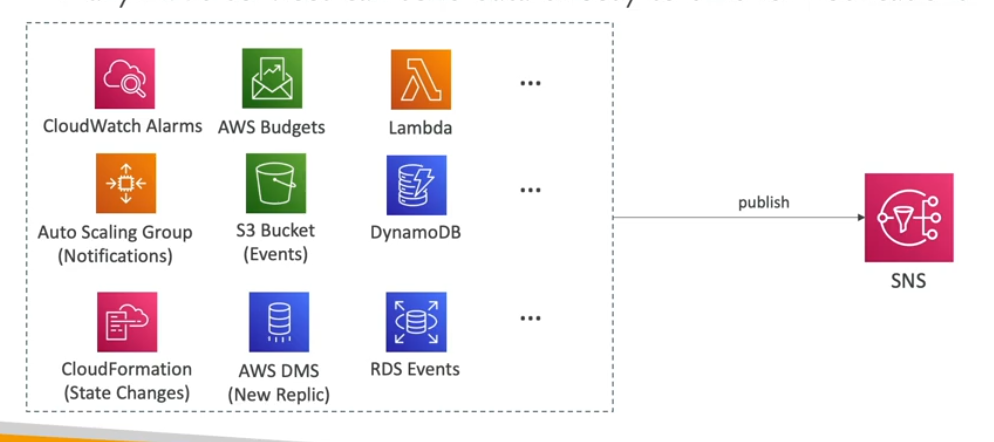 CloudWatch Alarms AWS Budgets Lambda ...
Auto Scaling Group
(Notifications)
S3 Bucket
(Events)
DynamoDB ...
CloudFormation
(State Changes)
AWS DMS
(New Replic)
RDS Events ...
publish
SNS